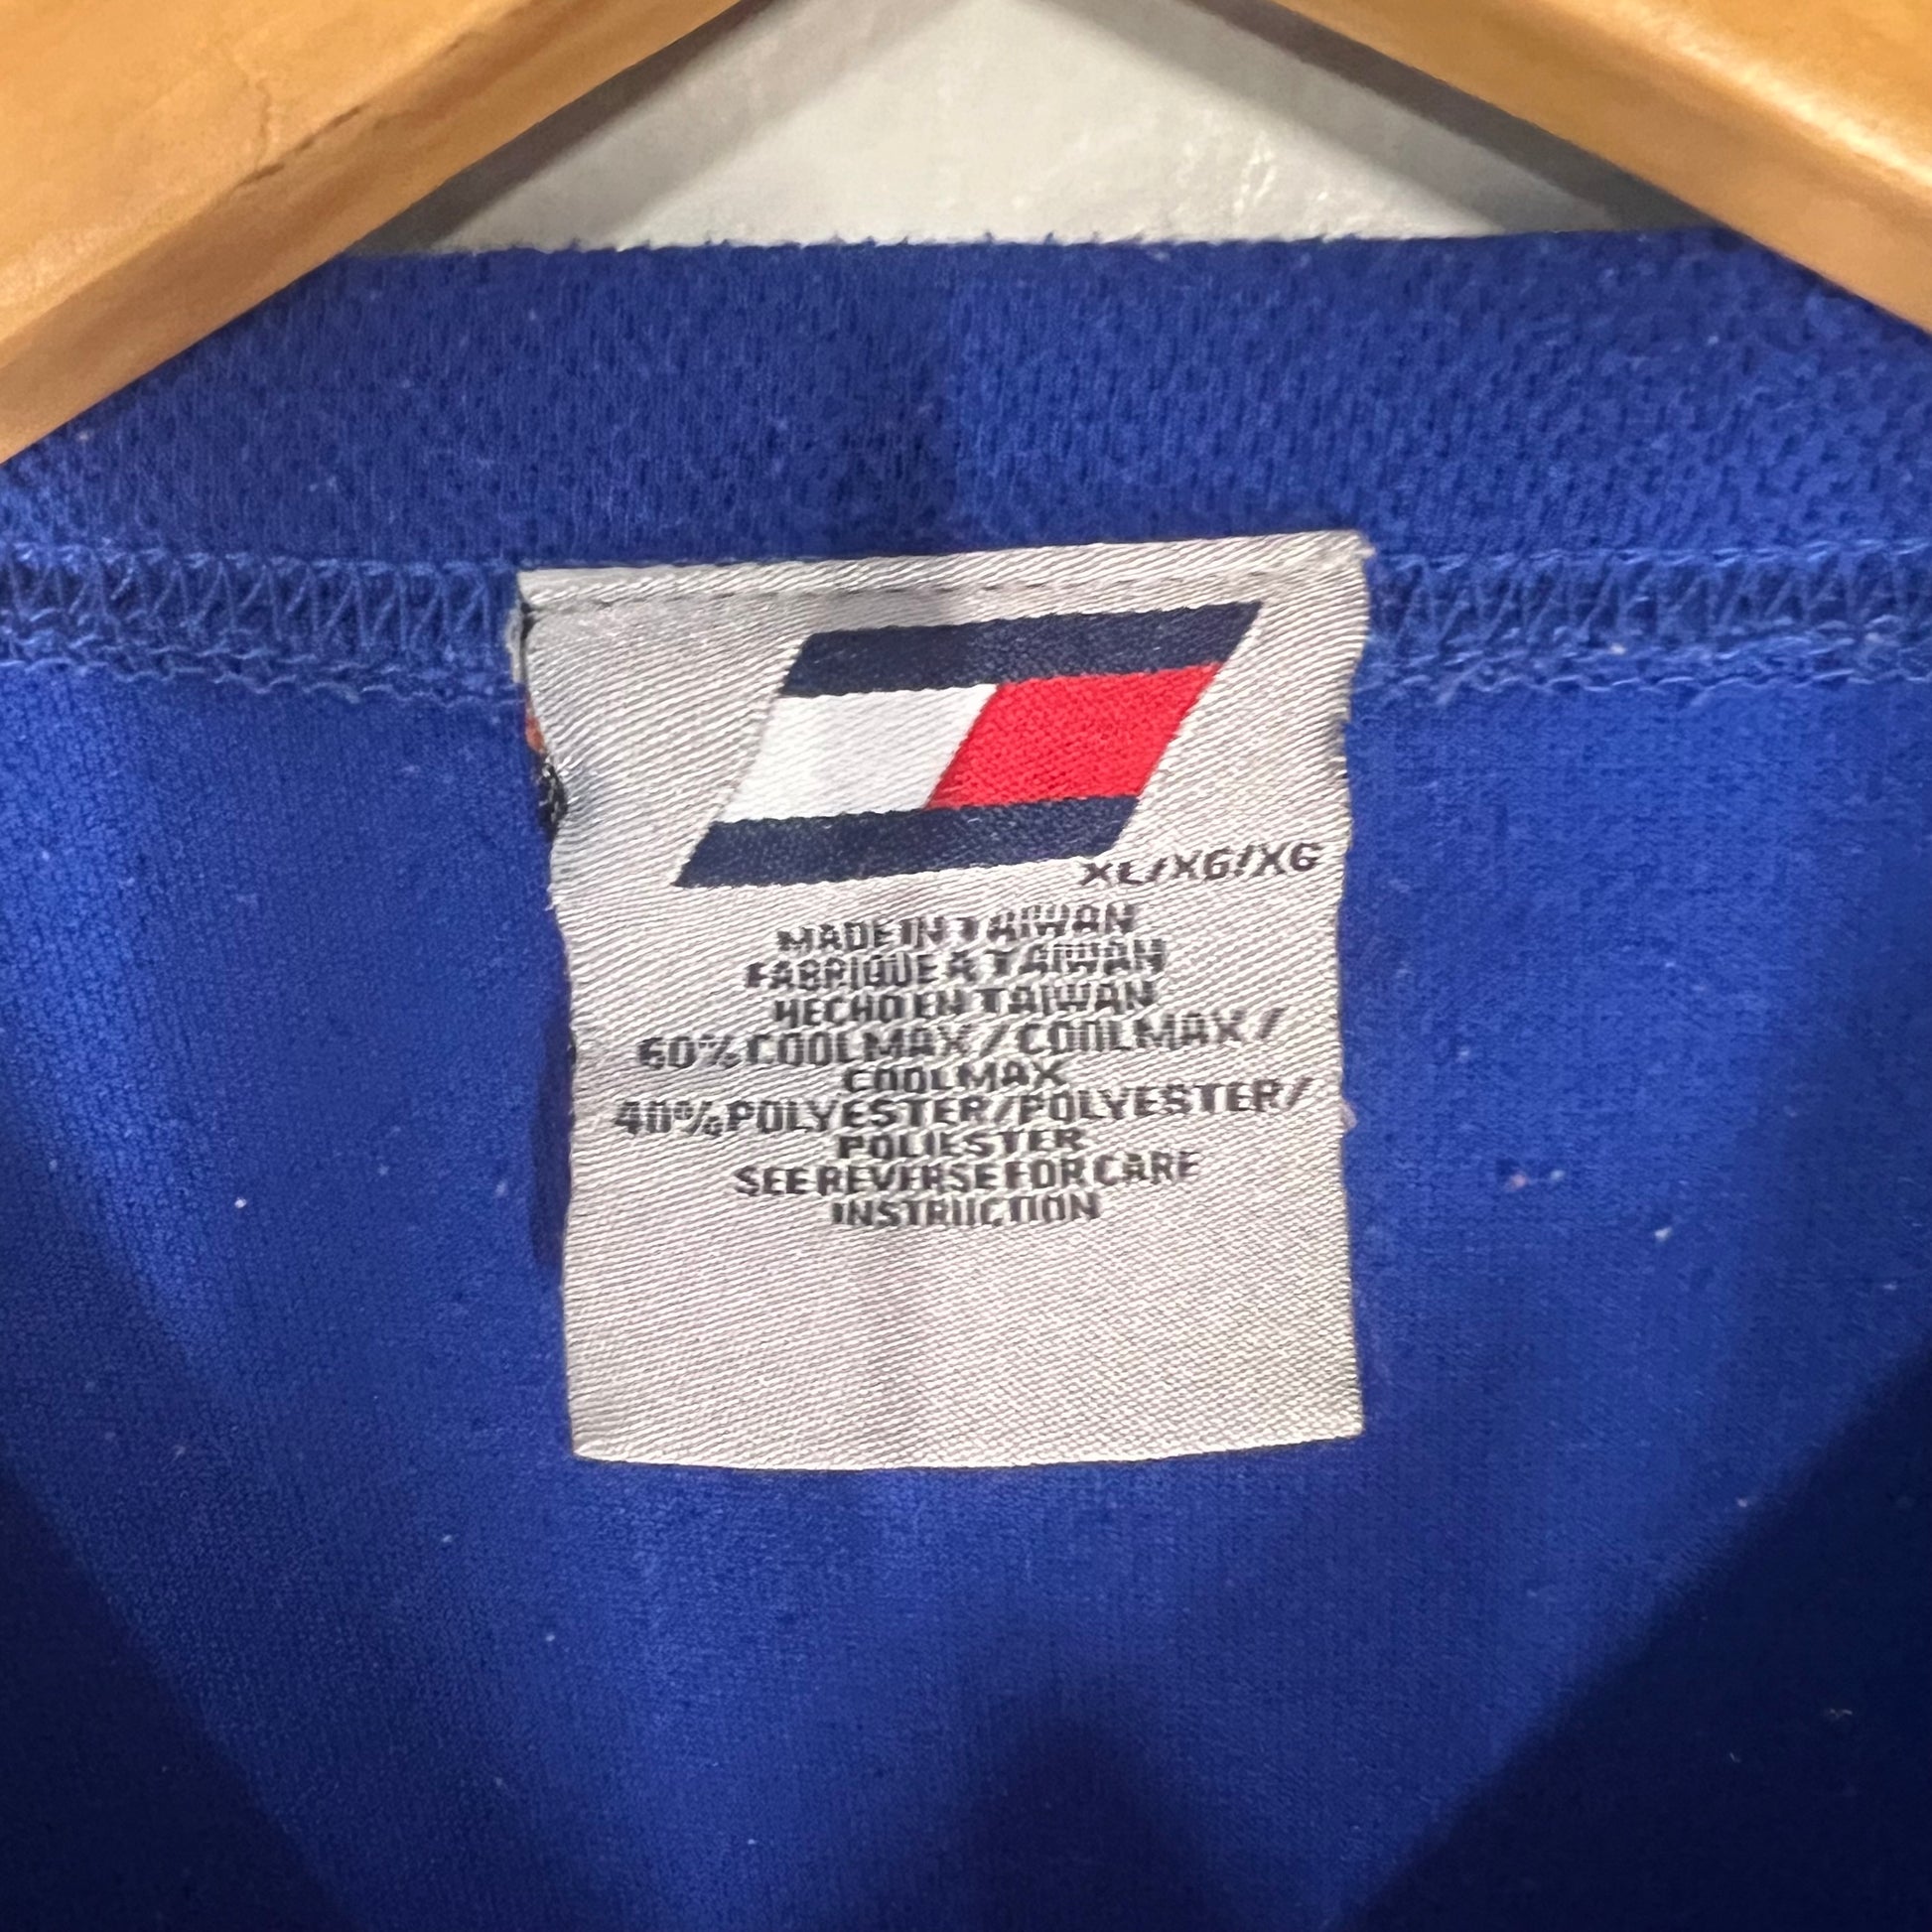 XL/XG/XG
MADE IN TAIWAN
FABRIQUE A TAIWAN
HECHO EN TAIWAN
60% COOLMAX / COOLMAX /
COOLMAX
40% POLYESTER/POLYESTER/
POLIESTER
SEE REVERSE FOR CARE
INSTRUCTION